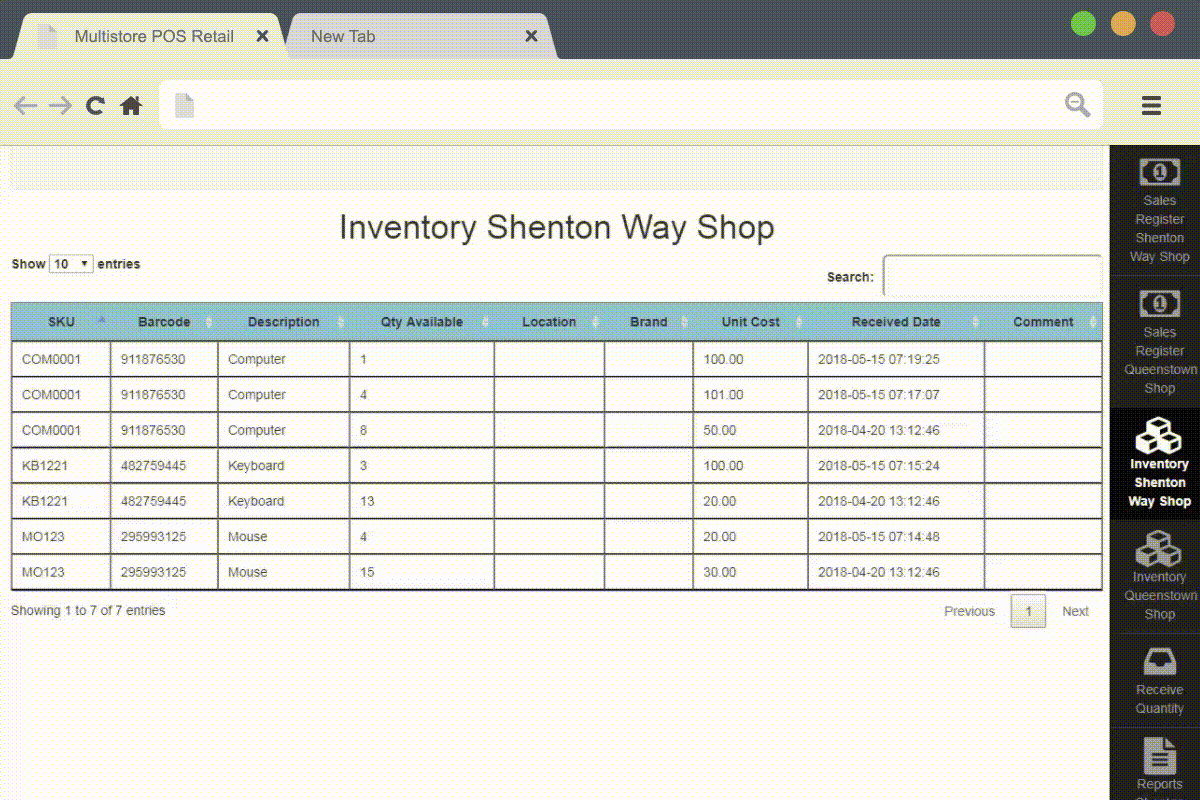 Multistore POS Retail
New Tab
Inventory Shenton Way Shop
Show 10 entries
Search:
SKU Barcode Description Qty Available Location Brand Unit Cost Received Date Comment
COM0001 911876530 Computer 1 100.00 2018-05-15 07:19:25
COM0001 911876530 Computer 4 101.00 2018-05-15 07:17:07
COM0001 911876530 Computer 8 50.00 2018-04-20 13:12:46
KB1221 482759445 Keyboard 3 100.00 2018-05-15 07:15:24
KB1221 482759445 Keyboard 13 20.00 2018-04-20 13:12:46
MO123 295993125 Mouse 4 20.00 2018-05-15 07:14:48
MO123 295993125 Mouse 15 30.00 2018-04-20 13:12:46
Showing 1 to 7 of 7 entries
Previous 1 Next
1
Sales
Register
Shenton
Way Shop
1
Sales
Register
Queenstown
Shop
Inventory
Shenton
Way Shop
Inventory
Queenstown
Shop
Receive
Quantity
Reports